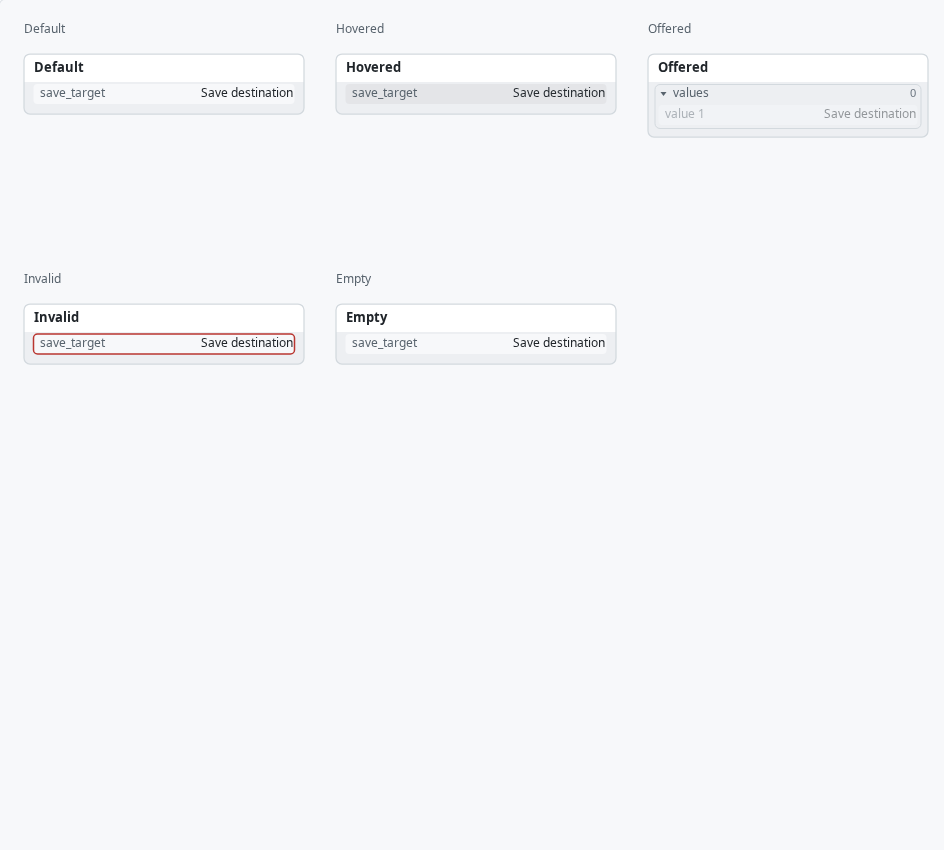 Default
Hovered
Offered
Default
save_target Save destination
Hovered
save_target Save destination
Offered
values 0
value 1 Save destination
Invalid
Empty
Invalid
save_target Save destination
Empty
save_target Save destination